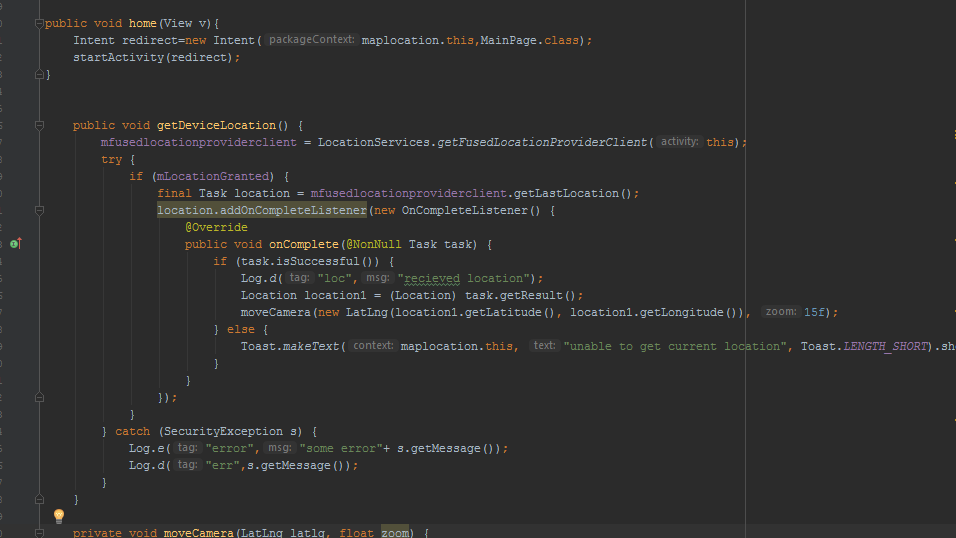 public void home(View v){
Intent redirect=new Intent( packageContext: maplocation.this,MainPage.class);
startActivity(redirect);
}
public void getDeviceLocation() {
mfusedlocationproviderclient = LocationServices.getFusedLocationProviderClient( activity: this);
try {
if (mLocationGranted) {
final Task location = mfusedlocationproviderclient.getLastLocation();
location.addOnCompleteListener(new OnCompleteListener() {
@Override
public void onComplete(@NonNull Task task) {
if (task.isSuccessful()) {
Log.d( tag: "loc", msg: "recieved location");
Location location1 = (Location) task.getResult();
moveCamera(new LatLng(location1.getLatitude(), location1.getLongitude()), zoom: 15f);
} else {
Toast.makeText( context: maplocation.this, text: "unable to get current location", Toast.LENGTH_SHORT).sh
}
}
});
}
} catch (SecurityException s) {
Log.e( tag: "error", msg: "some error"+ s.getMessage());
Log.d( tag: "err",s.getMessage());
}
}
private void moveCamera(LatLng latlg, float zoom) {